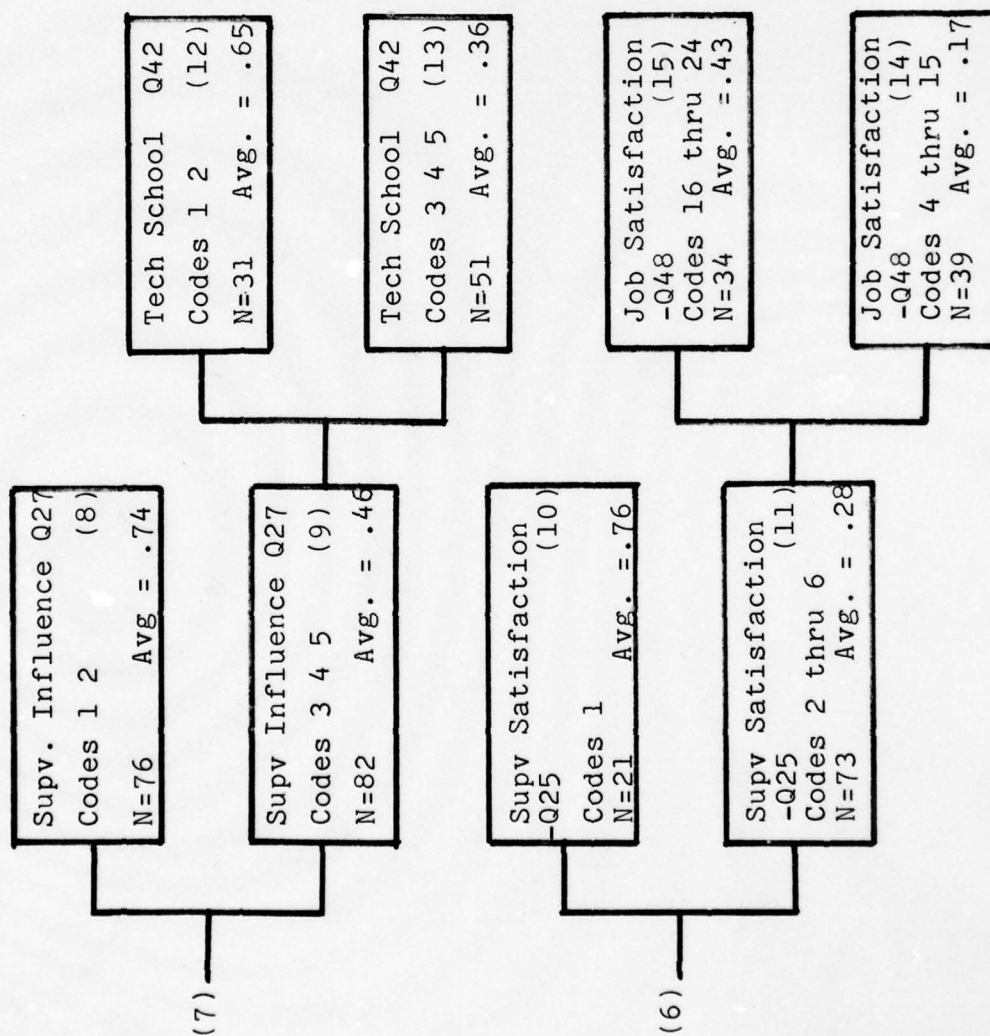 (7)
Supv. Influence Q27
Codes 1 2 (8)
N=76 Avg = .74
Supv Influence Q27
Codes 3 4 5 (9)
N=82 Avg. = .46
Tech School Q42
Codes 1 2 (12)
N=31 Avg. = .65
Tech School Q42
Codes 3 4 5 (13)
N=51 Avg. = .36
(6)
Supv Satisfaction
-Q25 (10)
Codes 1
N=21 Avg. =.76
Supv Satisfaction
-Q25 (11)
Codes 2 thru 6
N=73 Avg. = .28
Job Satisfaction
-Q48 (15)
Codes 16 thru 24
N=34 Avg. =.43
Job Satisfaction
-Q48 (14)
Codes 4 thru 15
N=39 Avg. = .17